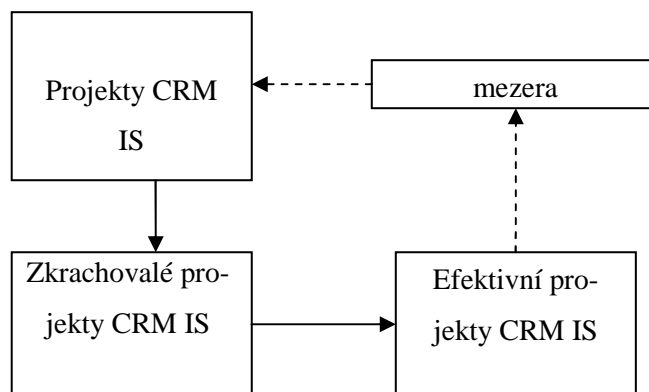 Projekty CRM
IS
mezera
Zkrachovalé pro-
jekty CRM IS
Efektivní pro-
jekty CRM IS